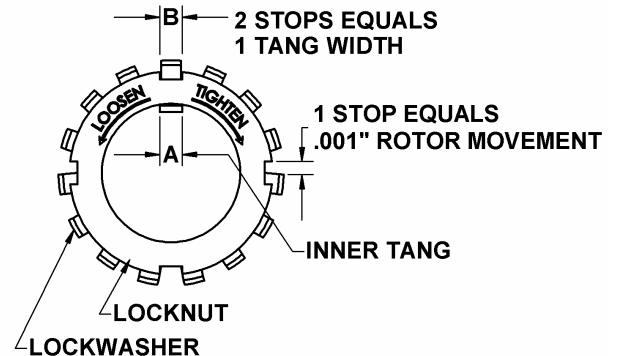 B
2 STOPS EQUALS
1 TANG WIDTH
LOOSEN
TIGHTEN
1 STOP EQUALS
.001" ROTOR MOVEMENT
A
INNER TANG
LOCKNUT
LOCKWASHER